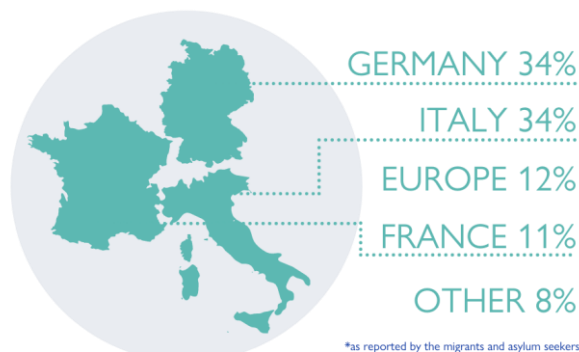 GERMANY 34%
ITALY 34%
EUROPE 12%
FRANCE 11%
OTHER 8%
*as reported by the migrants and asylum seekers